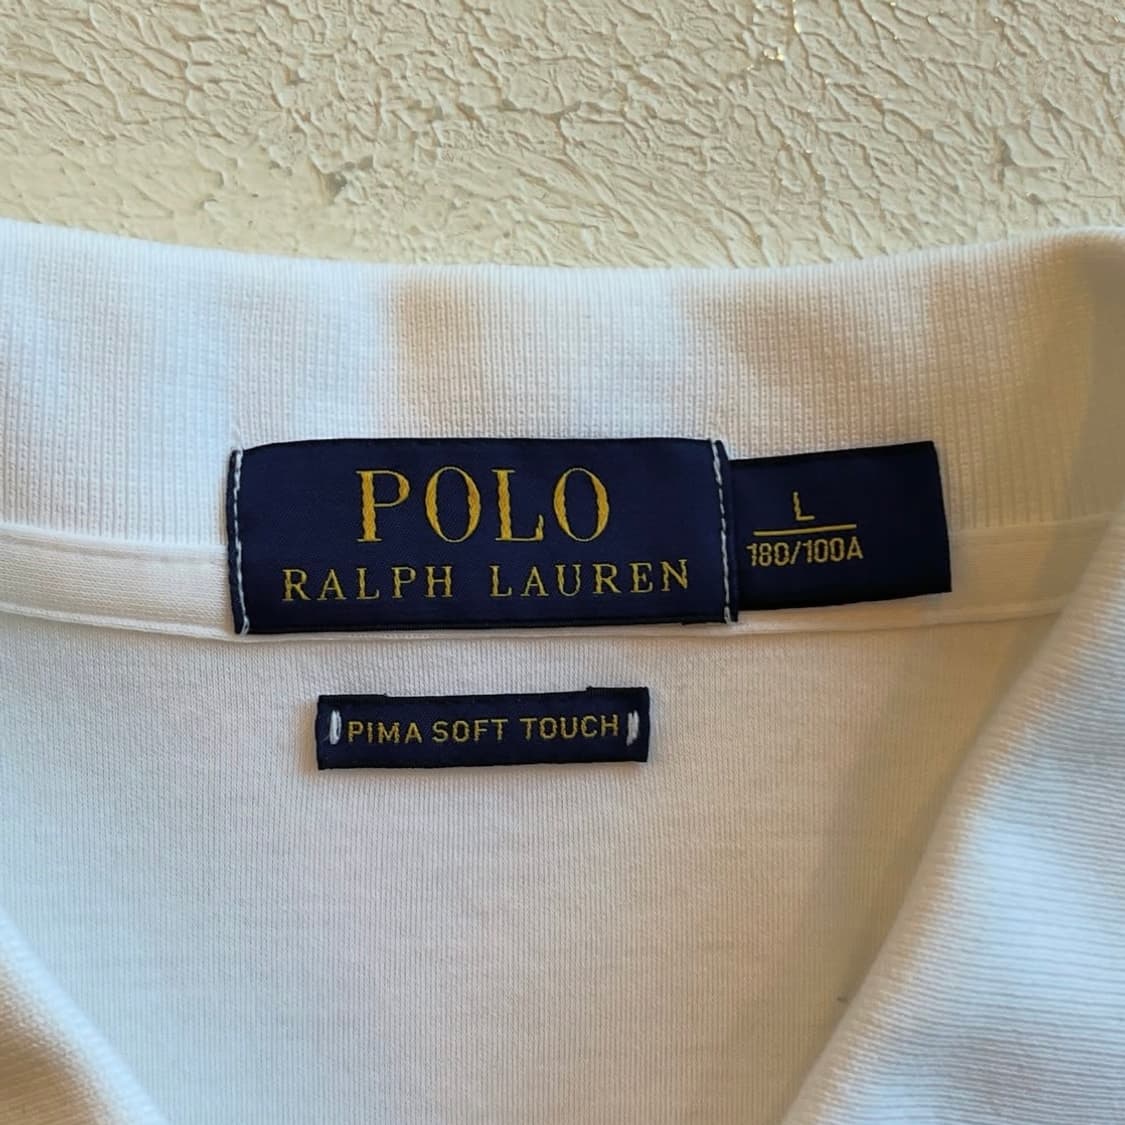 POLO
RALPH LAUREN
L
180/100A
PIMA SOFT TOUCH